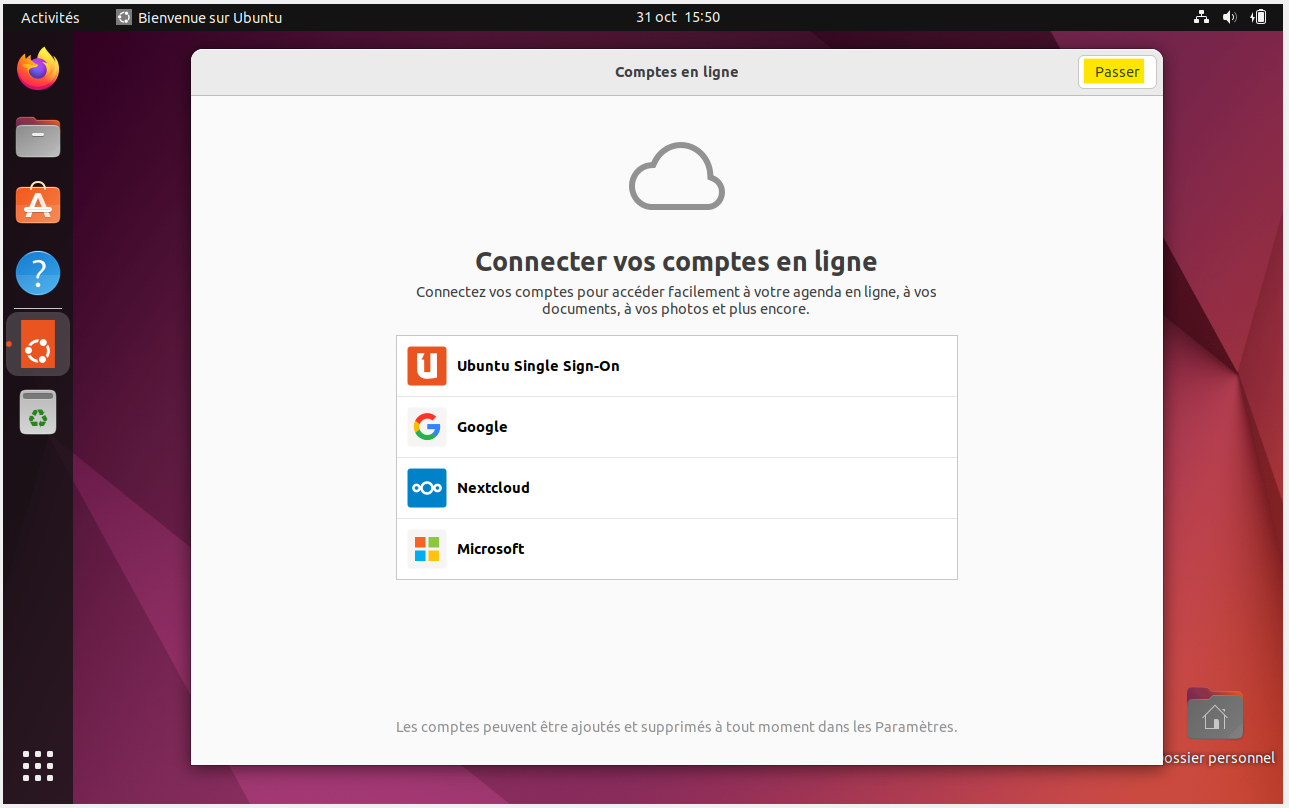 Activités Bienvenue sur Ubuntu 31 oct 15:50
Comptes en ligne Passer
Connecter vos comptes en ligne
Connectez vos comptes pour accéder facilement à votre agenda en ligne, à vos
documents, à vos photos et plus encore.
Ubuntu Single Sign-On
Google
Nextcloud
Microsoft
Les comptes peuvent être ajoutés et supprimés à tout moment dans les Paramètres.
ossier personnel